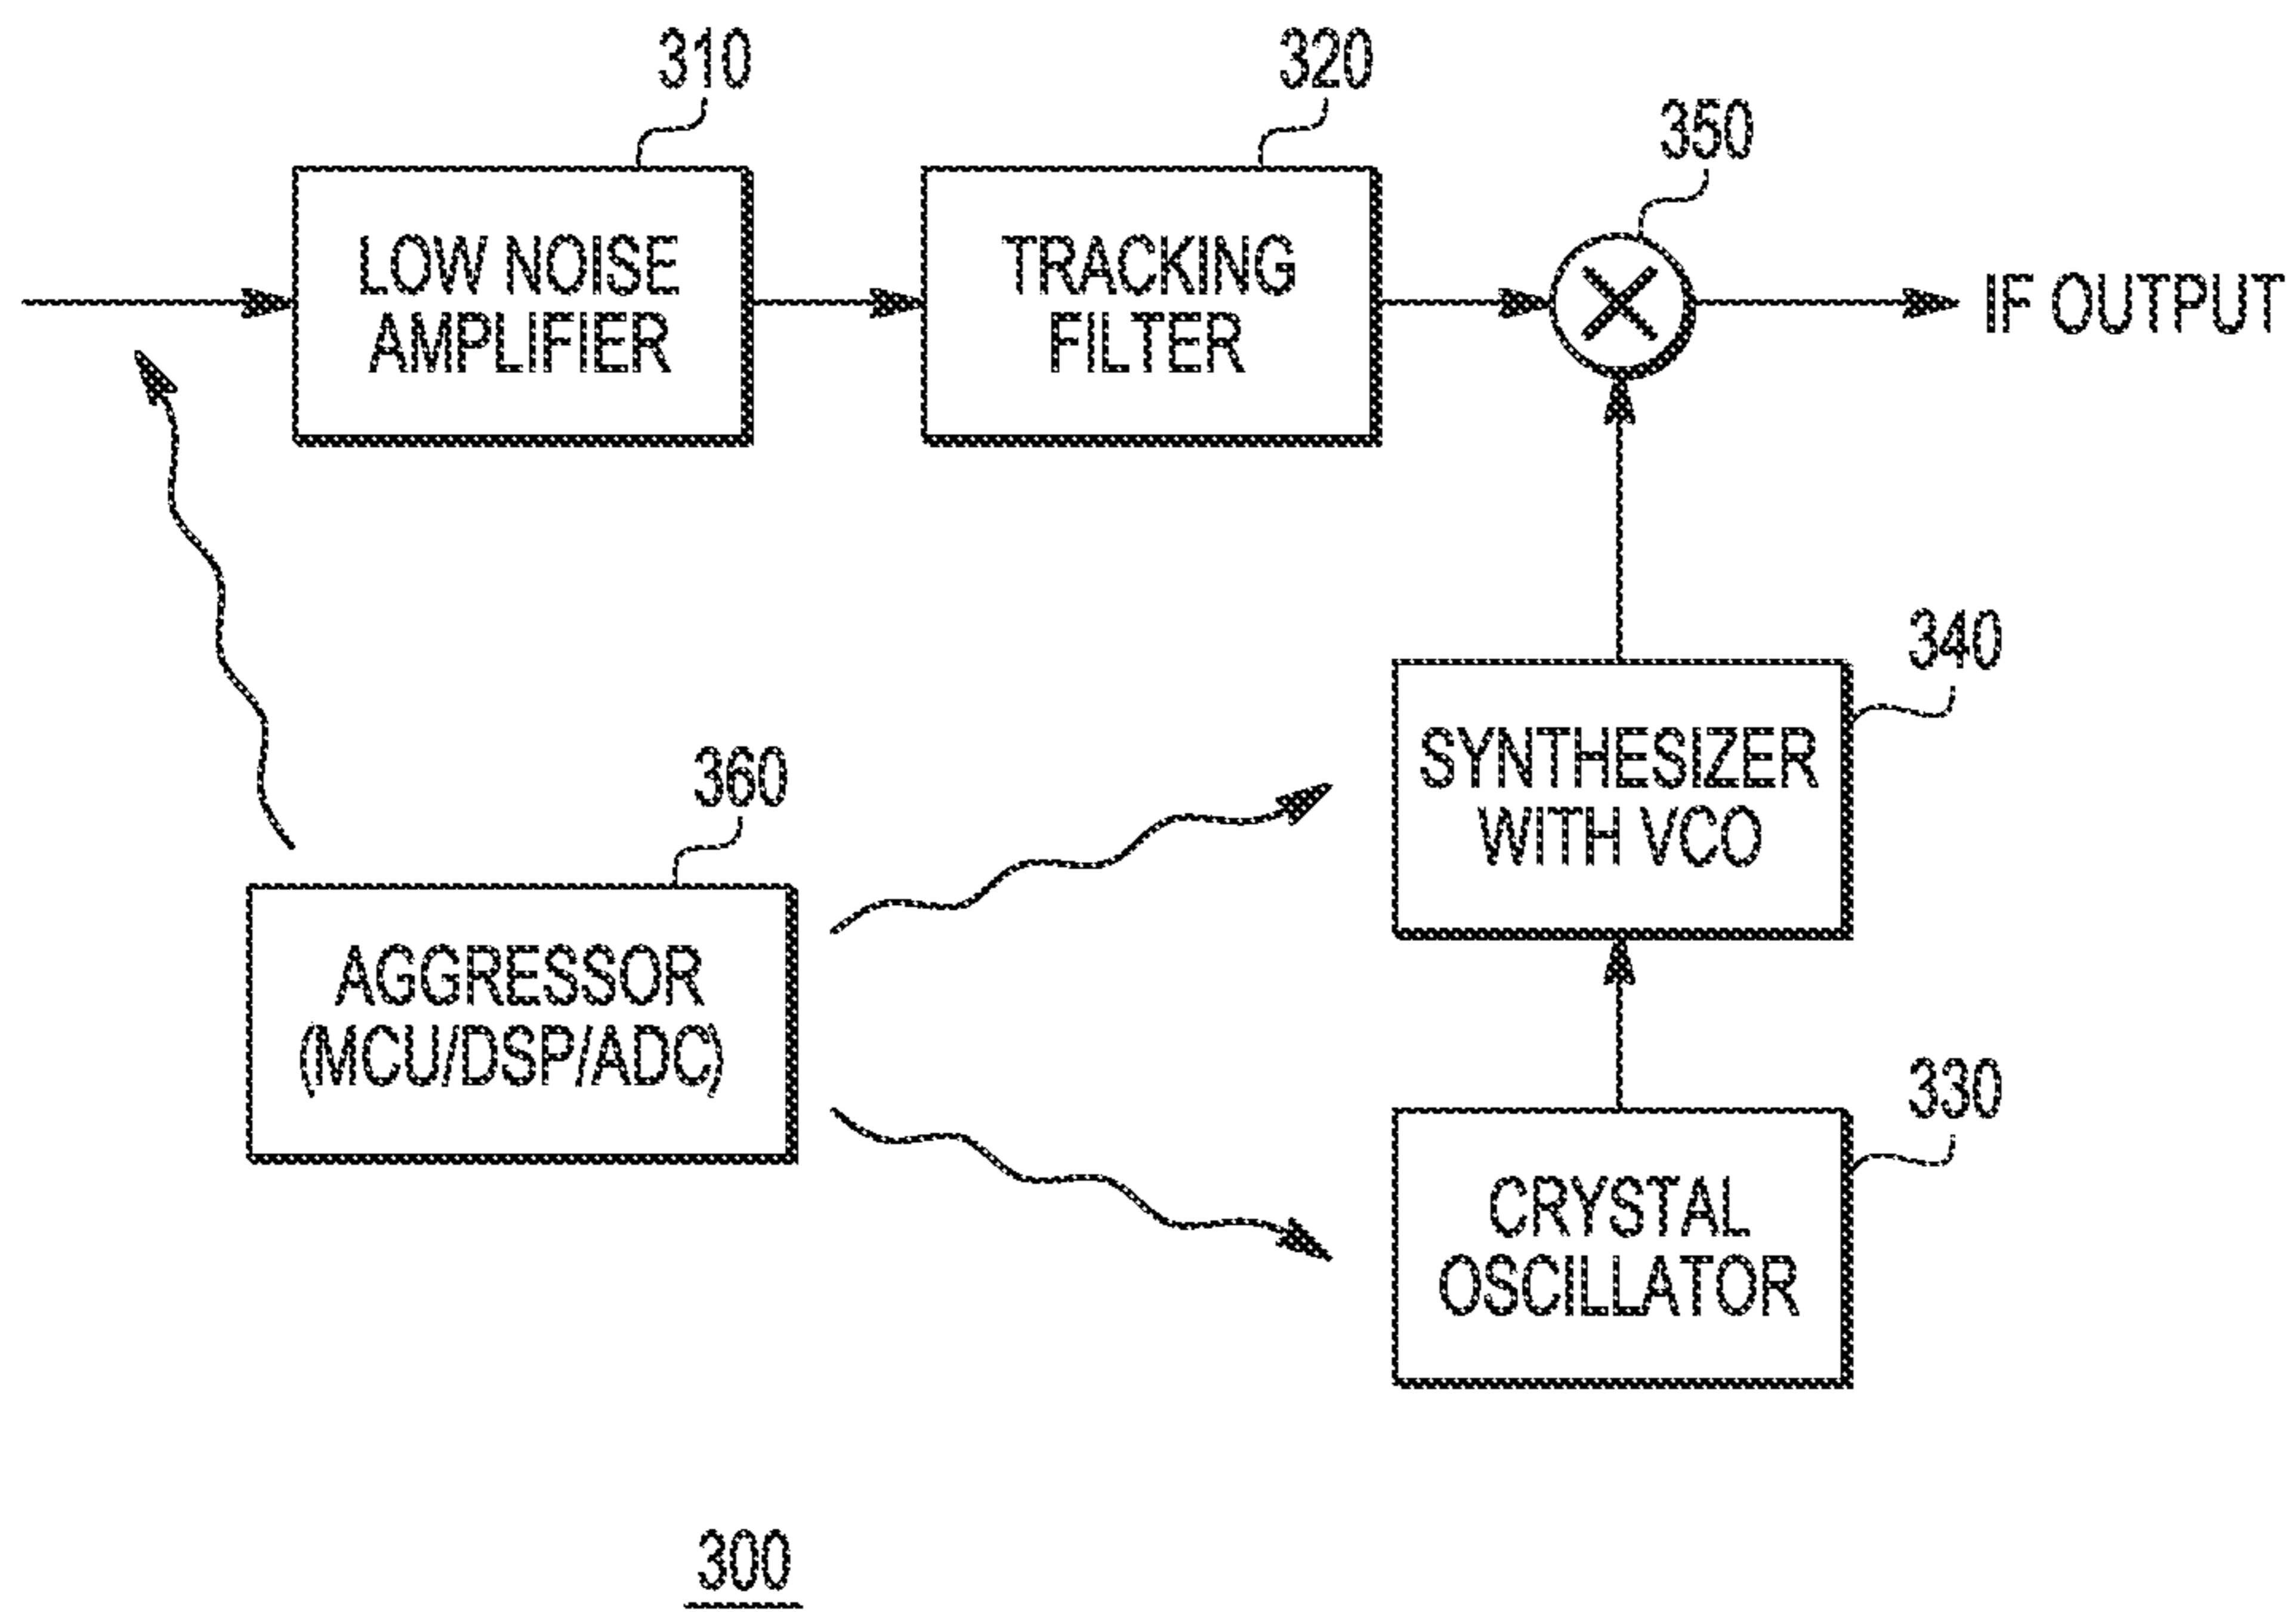 310
320
350
LOW NOISE
AMPLIFIER
TRACKING
FILTER
IF OUTPUT
340
SYNTHESIZER
WITH VCO
360
AGGRESSOR
(MCU/DSP/ADC)
330
CRYSTAL
OSCILLATOR
300